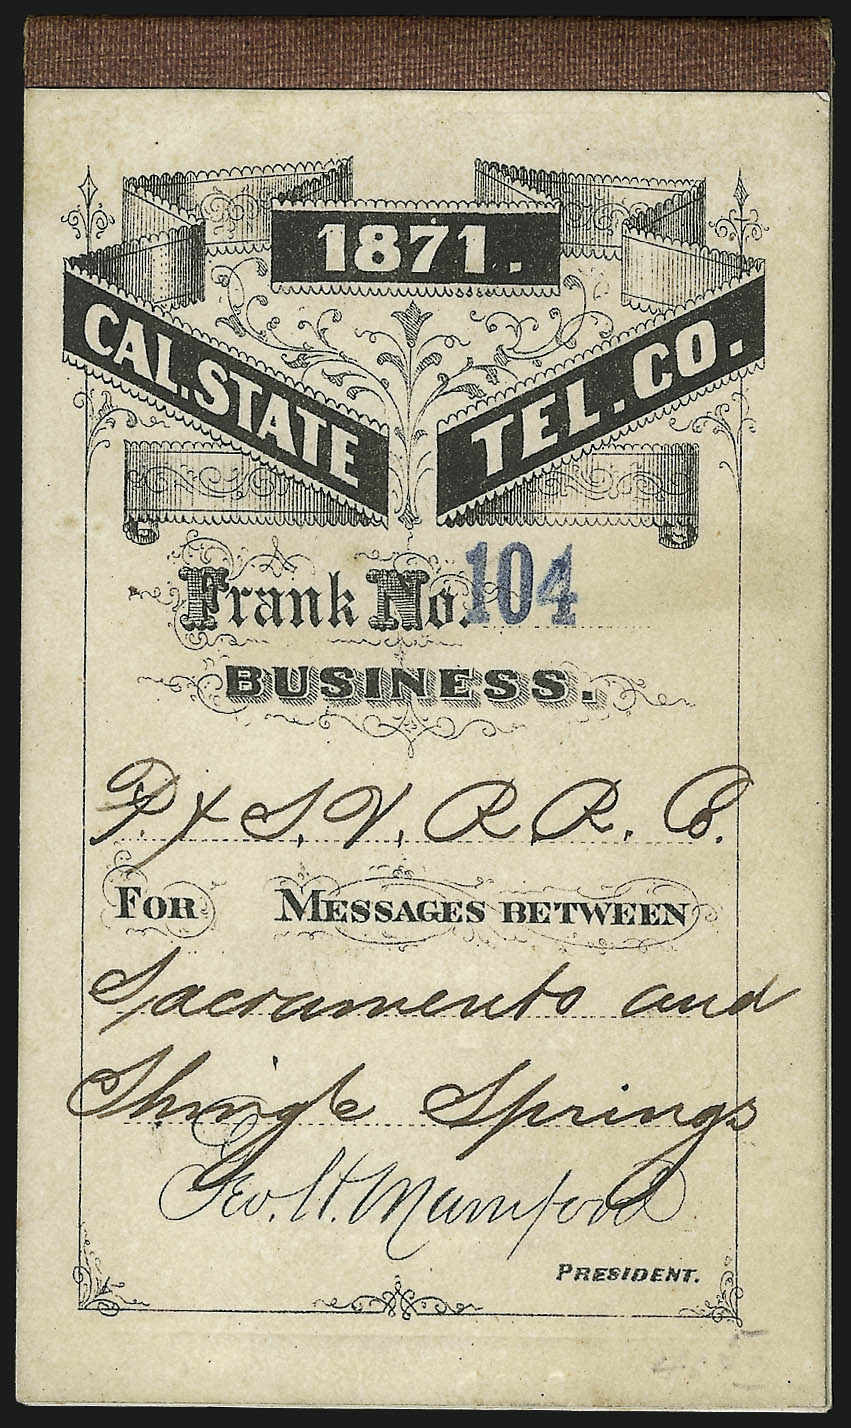 1871.
CAL. STATE TEL. CO.
Frank No. 104
BUSINESS.
P. & S. V. R. R. Co.
FOR MESSAGES BETWEEN
Sacramento and
Shingle Springs
Geo. H. Mumford
PRESIDENT.